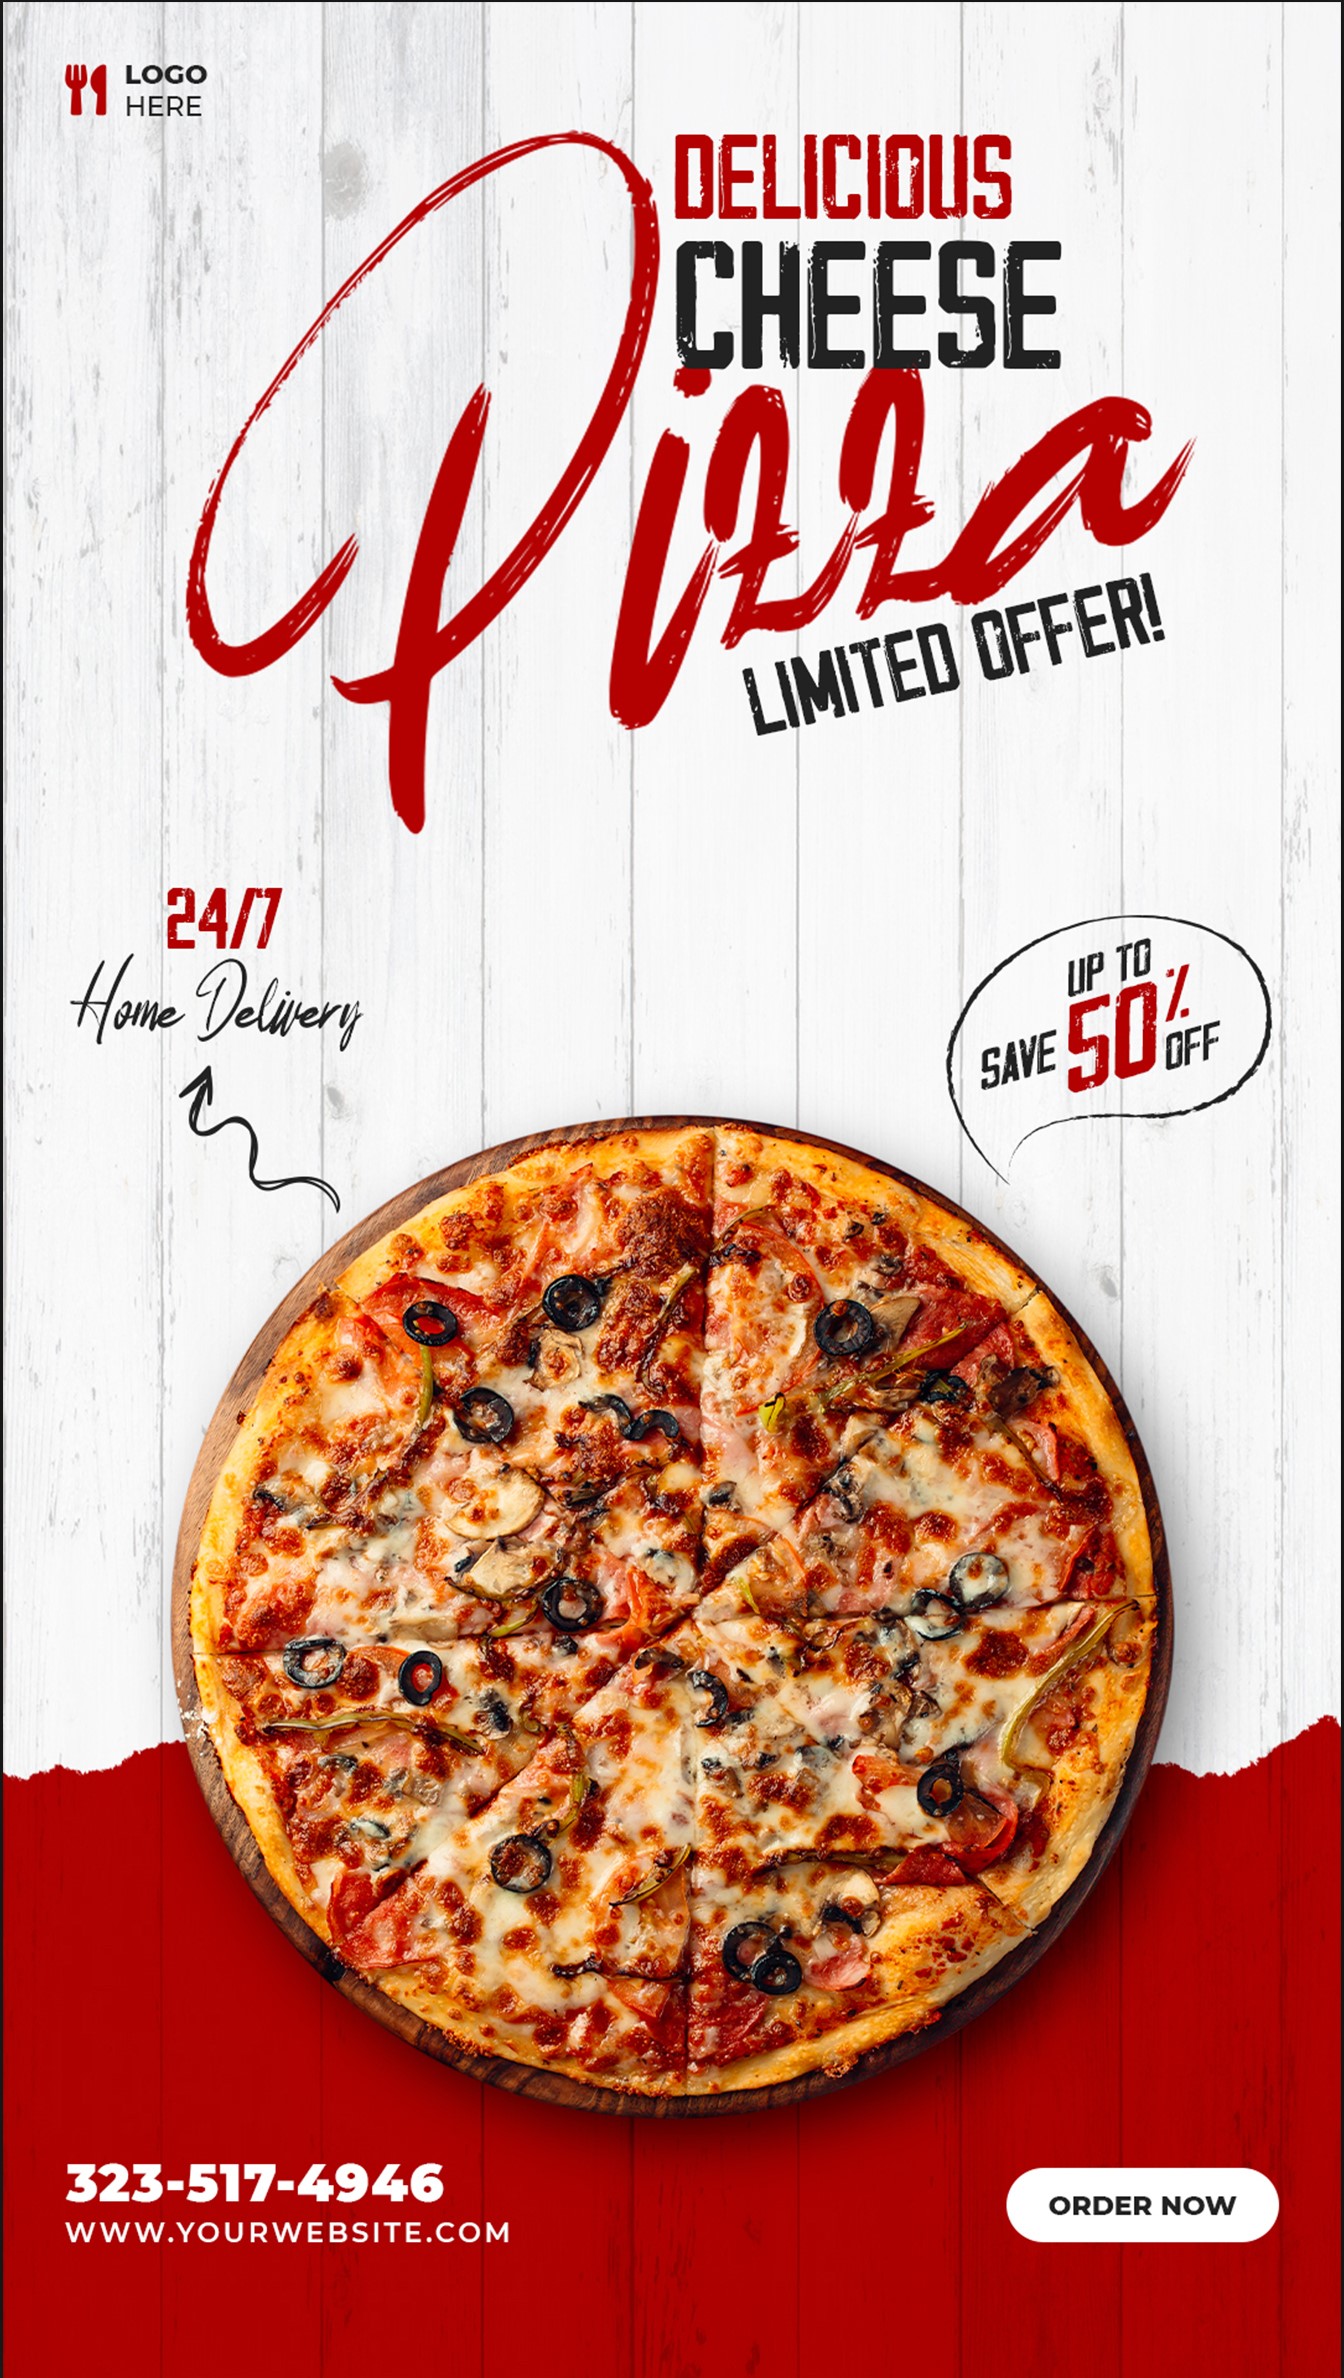 LOGO
HERE
DELICIOUS
CHEESE
Pizza
LIMITED OFFER!
24/7
Home Delivery
UP TO
SAVE 50% OFF
323-517-4946
WWW.YOURWEBSITE.COM
ORDER NOW